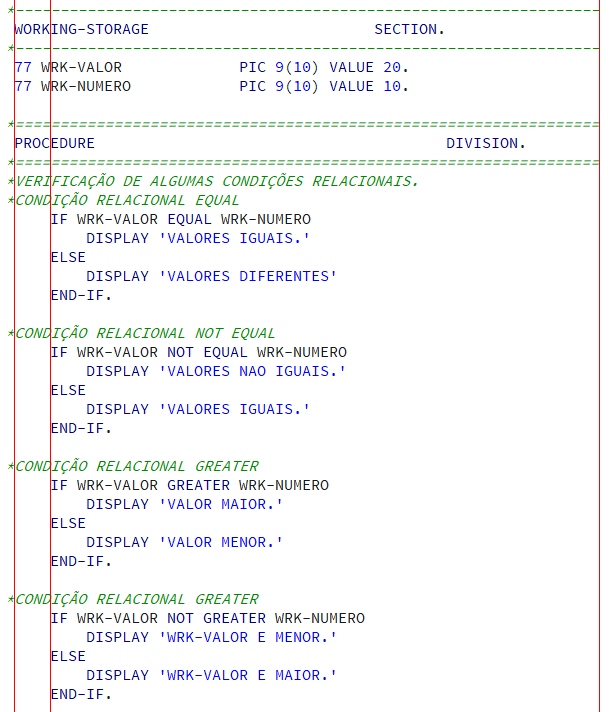 *-----------------------------------------------------------------
WORKING-STORAGE                         SECTION.
*-----------------------------------------------------------------
77 WRK-VALOR             PIC 9(10) VALUE 20.
77 WRK-NUMERO            PIC 9(10) VALUE 10.
*=================================================================
PROCEDURE                                       DIVISION.
*=================================================================
*VERIFICAÇÃO DE ALGUMAS CONDIÇÕES RELACIONAIS.
*CONDIÇÃO RELACIONAL EQUAL
IF WRK-VALOR EQUAL WRK-NUMERO
DISPLAY 'VALORES IGUAIS.'
ELSE
DISPLAY 'VALORES DIFERENTES'
END-IF.
*CONDIÇÃO RELACIONAL NOT EQUAL
IF WRK-VALOR NOT EQUAL WRK-NUMERO
DISPLAY 'VALORES NAO IGUAIS.'
ELSE
DISPLAY 'VALORES IGUAIS.'
END-IF.
*CONDIÇÃO RELACIONAL GREATER
IF WRK-VALOR GREATER WRK-NUMERO
DISPLAY 'VALOR MAIOR.'
ELSE
DISPLAY 'VALOR MENOR.'
END-IF.
*CONDIÇÃO RELACIONAL GREATER
IF WRK-VALOR NOT GREATER WRK-NUMERO
DISPLAY 'WRK-VALOR E MENOR.'
ELSE
DISPLAY 'WRK-VALOR E MAIOR.'
END-IF.